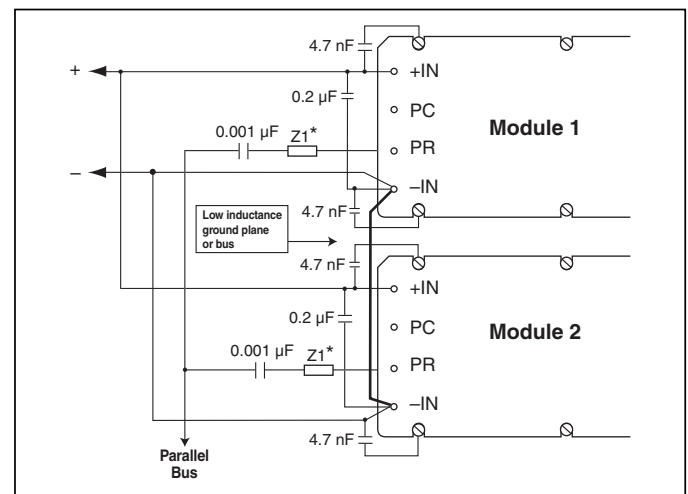 4.7 nF
+
+IN
0.2 µF
PC
Module 1
0.001 µF
Z1*
PR
–
–IN
4.7 nF
Low inductance
ground plane
or bus
4.7 nF
+IN
0.2 µF
PC
Module 2
0.001 µF
Z1*
PR
–IN
4.7 nF
Parallel
Bus